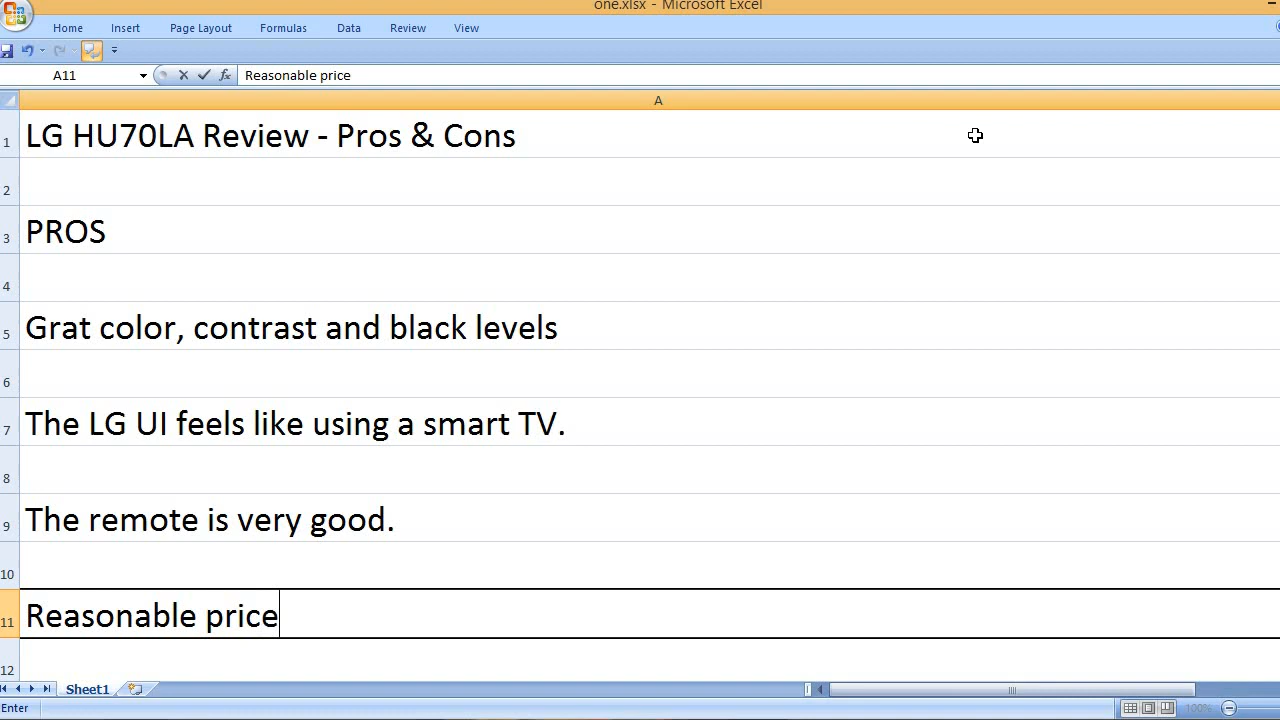 one.xlsx - Microsoft Excel
Home Insert Page Layout Formulas Data Review View
A11 fx Reasonable price
A
1 LG HU70LA Review - Pros & Cons
2
3 PROS
4
5 Grat color, contrast and black levels
6
7 The LG UI feels like using a smart TV.
8
9 The remote is very good.
10
11 Reasonable price
12
Sheet1
Enter 100%